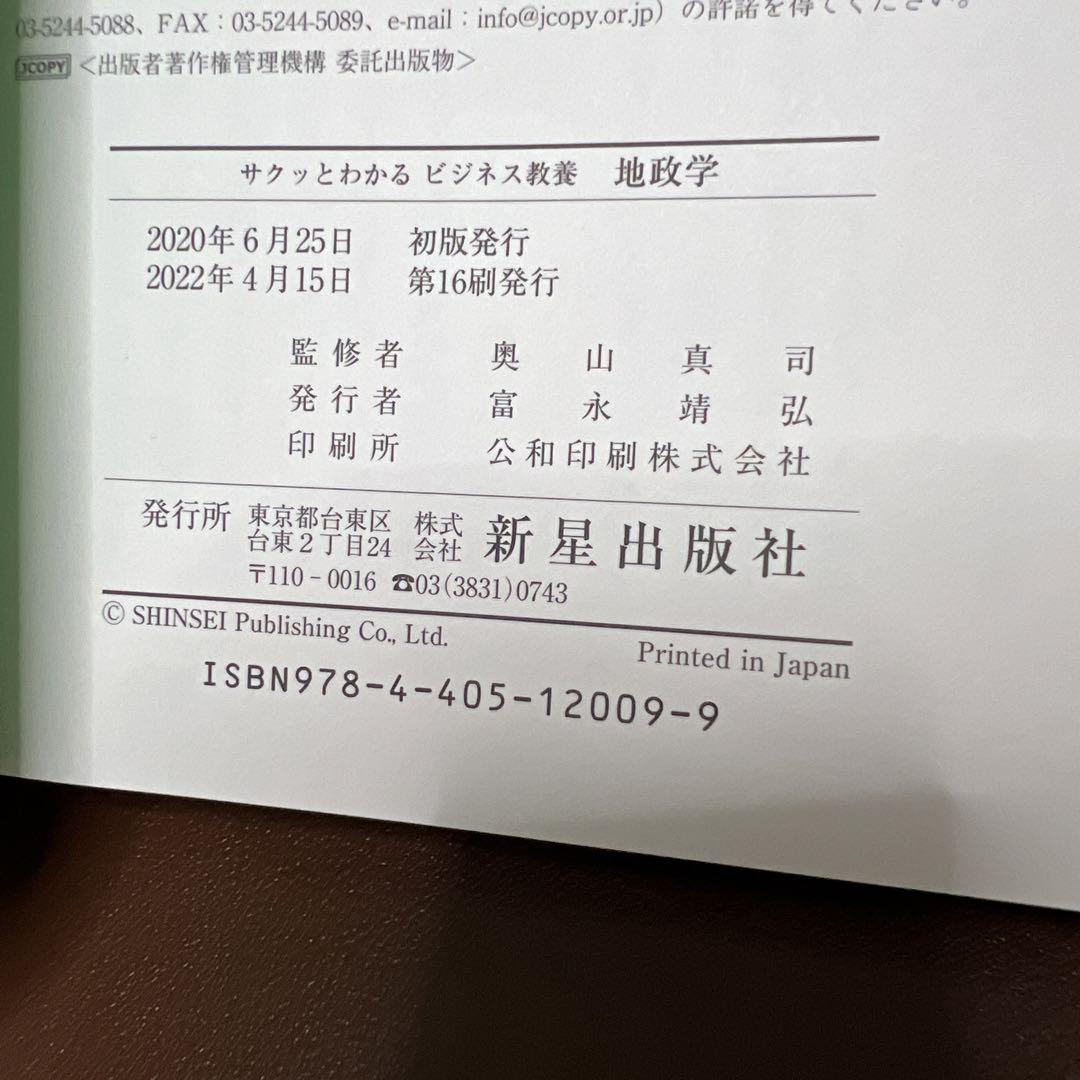 03-5244-5088、FAX：03-5244-5089、e-mail：info@jcopy.or.jp）の許諾を得てください。
JCOPY ＜出版者著作権管理機構 委託出版物＞
サクッとわかる ビジネス教養 地政学
2020年6月25日 初版発行
2022年4月15日 第16刷発行
監修者 奥山真司
発行者 富永靖弘
印刷所 公和印刷株式会社
発行所 東京都台東区台東2丁目24 株式会社 新星出版社
〒110-0016 ☎03(3831)0743
© SHINSEI Publishing Co., Ltd.
Printed in Japan
ISBN978-4-405-12009-9